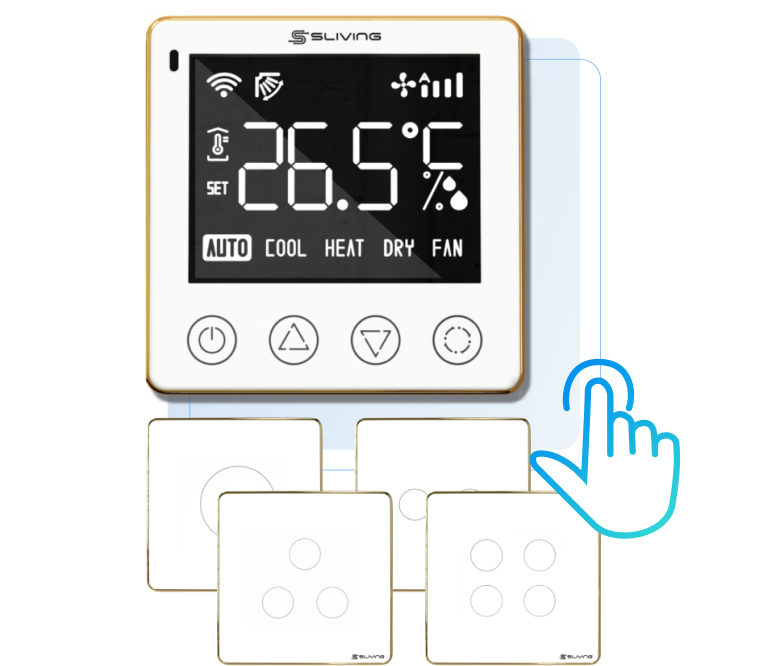 SLIVING
26.5°C
SET
%
AUTO COOL HEAT DRY FAN
SLIVING
SLIVING